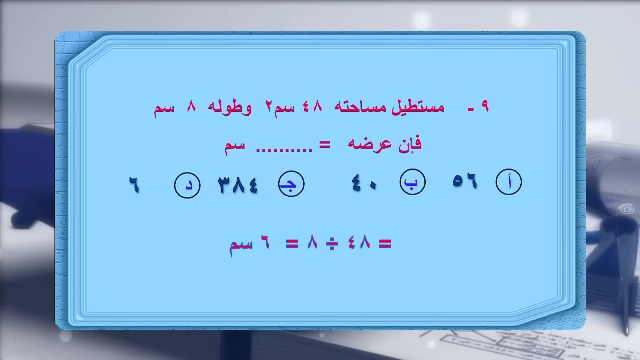 ٩ - مستطيل مساحته ٤٨ سم٢ وطوله ٨ سم
فإن عرضه = .......... سم
أ ٥٦ ب ٤٠ جـ ٣٨٤ د ٦
= ٤٨ ÷ ٨ = ٦ سم